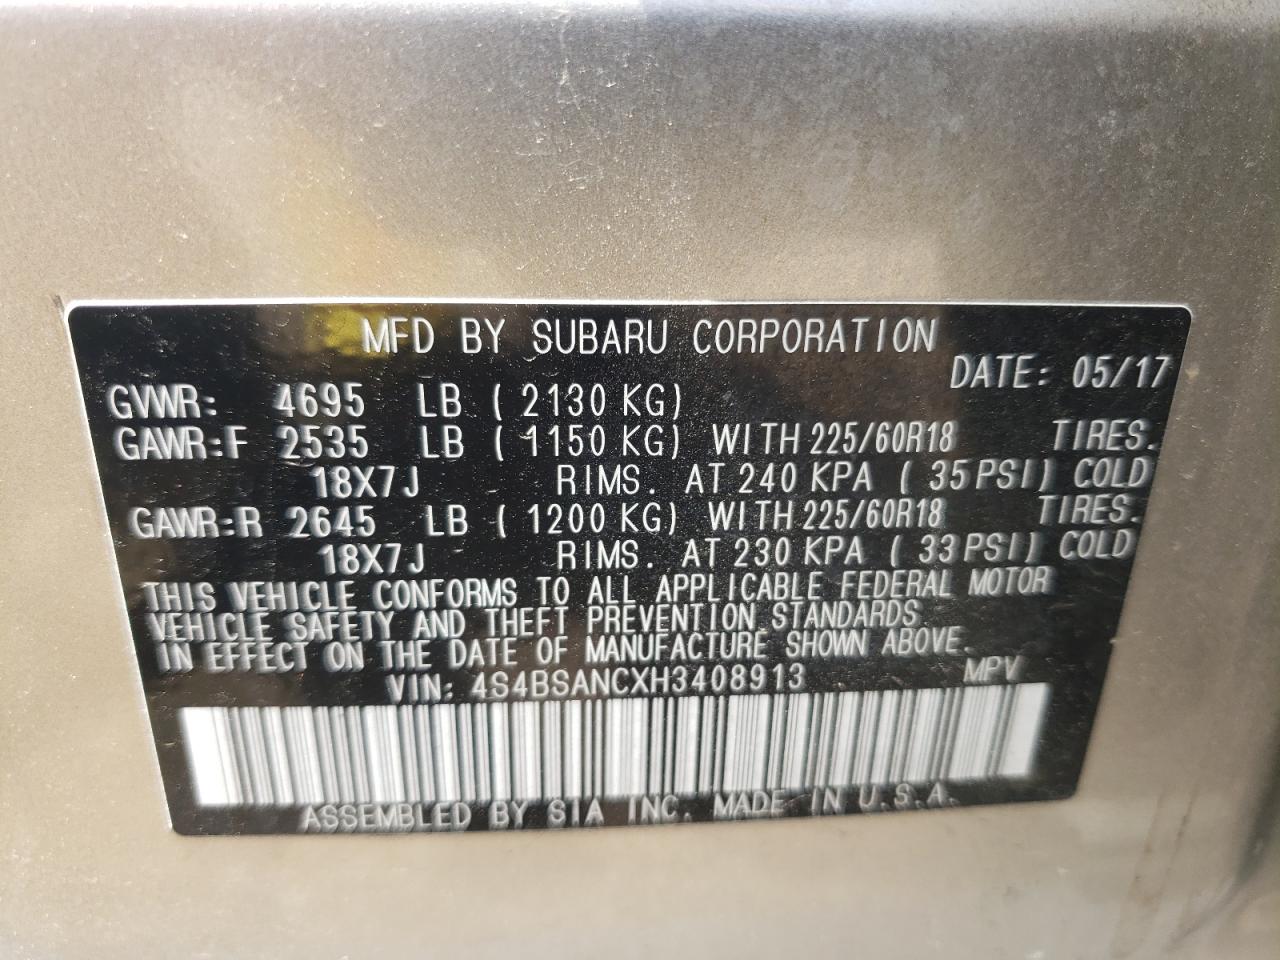 MFD BY SUBARU CORPORATION
DATE: 05/17
GVWR: 4695 LB ( 2130 KG)
GAWR:F 2535 LB ( 1150 KG) WITH 225/60R18 TIRES.
18X7J RIMS. AT 240 KPA ( 35 PSI) COLD
GAWR:R 2645 LB ( 1200 KG) WITH 225/60R18 TIRES.
18X7J RIMS. AT 230 KPA ( 33 PSI) COLD
THIS VEHICLE CONFORMS TO ALL APPLICABLE FEDERAL MOTOR
VEHICLE SAFETY AND THEFT PREVENTION STANDARDS
IN EFFECT ON THE DATE OF MANUFACTURE SHOWN ABOVE.
VIN: 4S4BSANCXH3408913 MPV
ASSEMBLED BY SIA INC. MADE IN U.S.A.